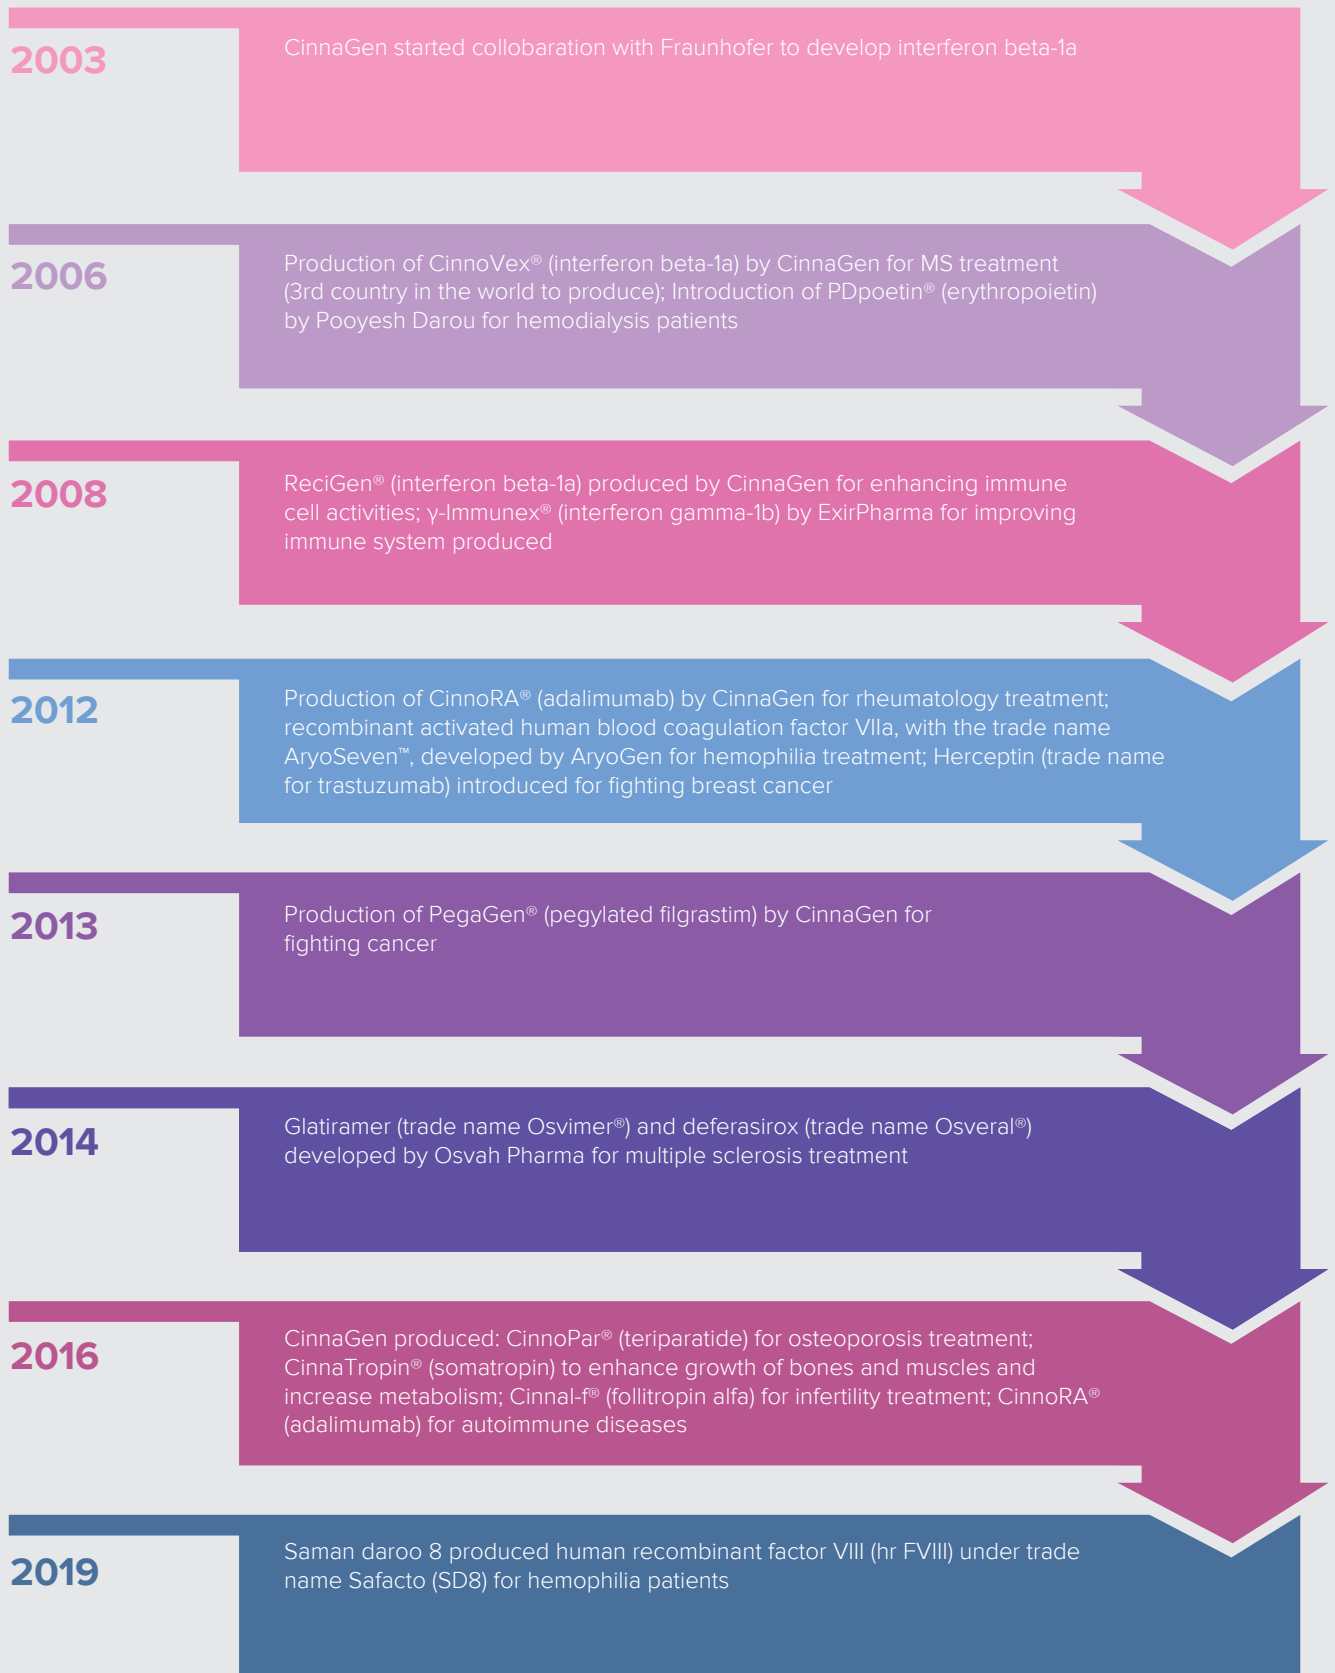 2003
CinnaGen started collobaration with Fraunhofer to develop interferon beta-1a
2006
Production of CinnoVex® (interferon beta-1a) by CinnaGen for MS treatment
(3rd country in the world to produce); Introduction of PDpoetin® (erythropoietin)
by Pooyesh Darou for hemodialysis patients
2008
ReciGen® (interferon beta-1a) produced by CinnaGen for enhancing immune
cell activities; γ-Immunex® (interferon gamma-1b) by ExirPharma for improving
immune system produced
2012
Production of CinnoRA® (adalimumab) by CinnaGen for rheumatology treatment;
recombinant activated human blood coagulation factor VIIa, with the trade name
AryoSeven™, developed by AryoGen for hemophilia treatment; Herceptin (trade name
for trastuzumab) introduced for fighting breast cancer
2013
Production of PegaGen® (pegylated filgrastim) by CinnaGen for
fighting cancer
2014
Glatiramer (trade name Osvimer®) and deferasirox (trade name Osveral®)
developed by Osvah Pharma for multiple sclerosis treatment
2016
CinnaGen produced: CinnoPar® (teriparatide) for osteoporosis treatment;
CinnaTropin® (somatropin) to enhance growth of bones and muscles and
increase metabolism; Cinnal-f® (follitropin alfa) for infertility treatment; CinnoRA®
(adalimumab) for autoimmune diseases
2019
Saman daroo 8 produced human recombinant factor VIII (hr FVIII) under trade
name Safacto (SD8) for hemophilia patients